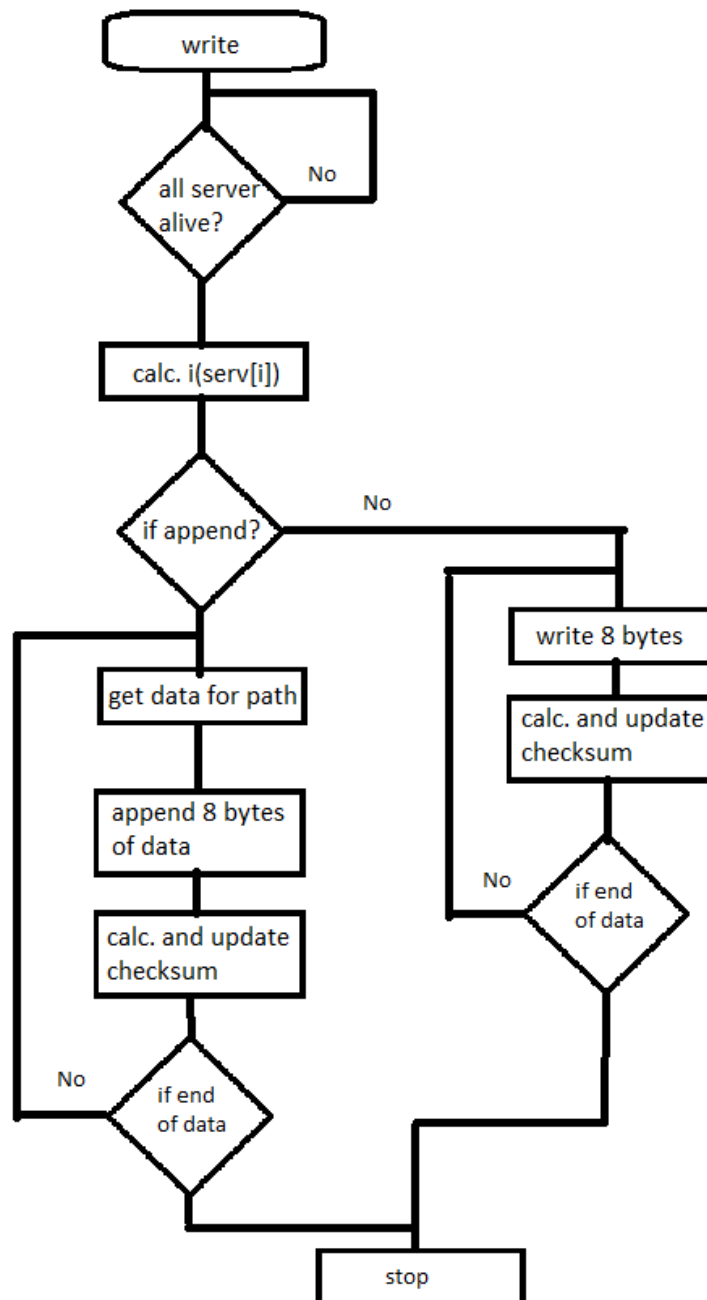 write
No
all server
alive?
calc. i(serv[i])
No
if append?
write 8 bytes
get data for path
calc. and update
checksum
append 8 bytes
of data
No
if end
of data
calc. and update
checksum
No
if end
of data
stop